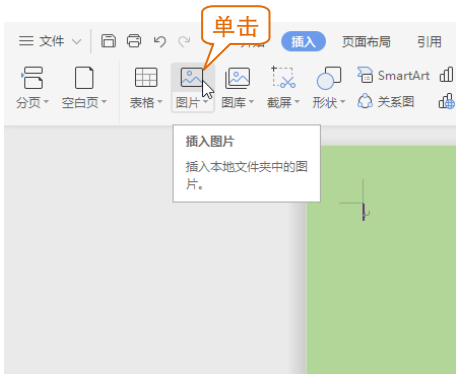 单击
文件
插入
页面布局
引用
分页
空白页
表格
图片
图库
截屏
形状
SmartArt
关系图
插入图片
插入本地文件夹中的图
片。